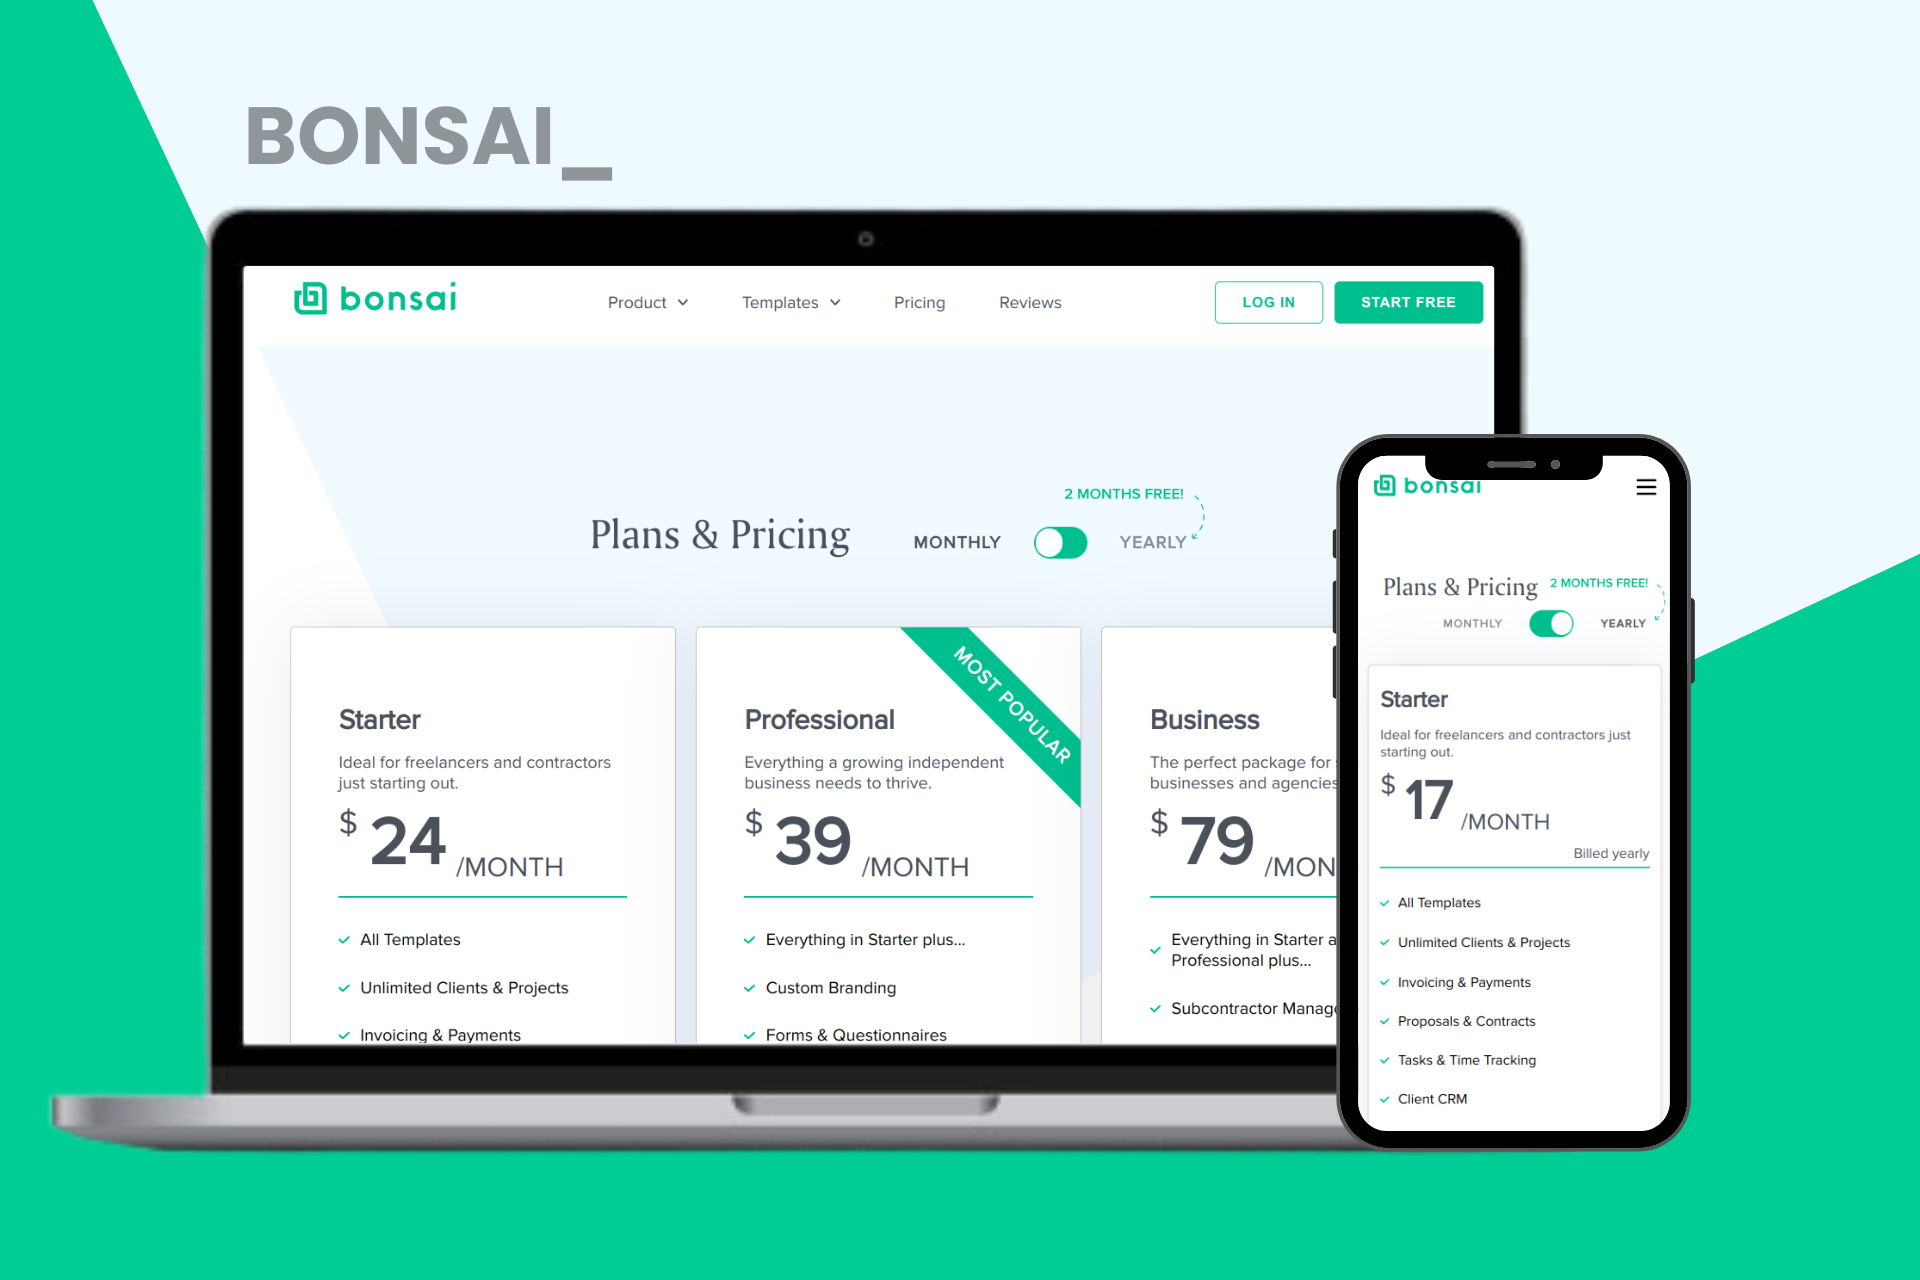 BONSAI_
bonsai
Product
Templates
Pricing
Reviews
LOG IN
START FREE
2 MONTHS FREE!
Plans & Pricing
MONTHLY
YEARLY
Starter
Ideal for freelancers and contractors
just starting out.
$ 24 /MONTH
All Templates
Unlimited Clients & Projects
Invoicing & Payments
MOST POPULAR
Professional
Everything a growing independent
business needs to thrive.
$ 39 /MONTH
Everything in Starter plus...
Custom Branding
Forms & Questionnaires
Business
The perfect package for
businesses and agencies
$ 79 /MON
Everything in Starter a
Professional plus...
Subcontractor Manage
bonsai
Plans & Pricing
2 MONTHS FREE!
MONTHLY
YEARLY
Starter
Ideal for freelancers and contractors just
starting out.
$ 17 /MONTH
Billed yearly
All Templates
Unlimited Clients & Projects
Invoicing & Payments
Proposals & Contracts
Tasks & Time Tracking
Client CRM